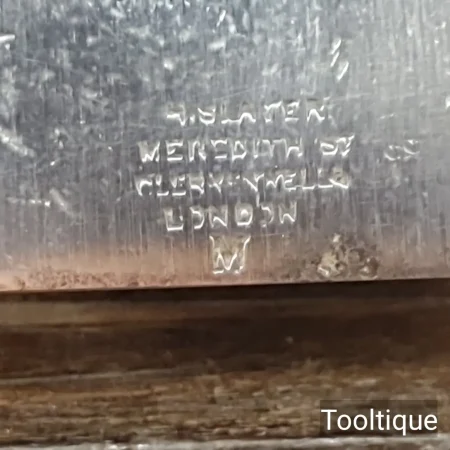 H. SLATER
MEREDITH ST
CLERKENWELL
LONDON
M
Tooltique